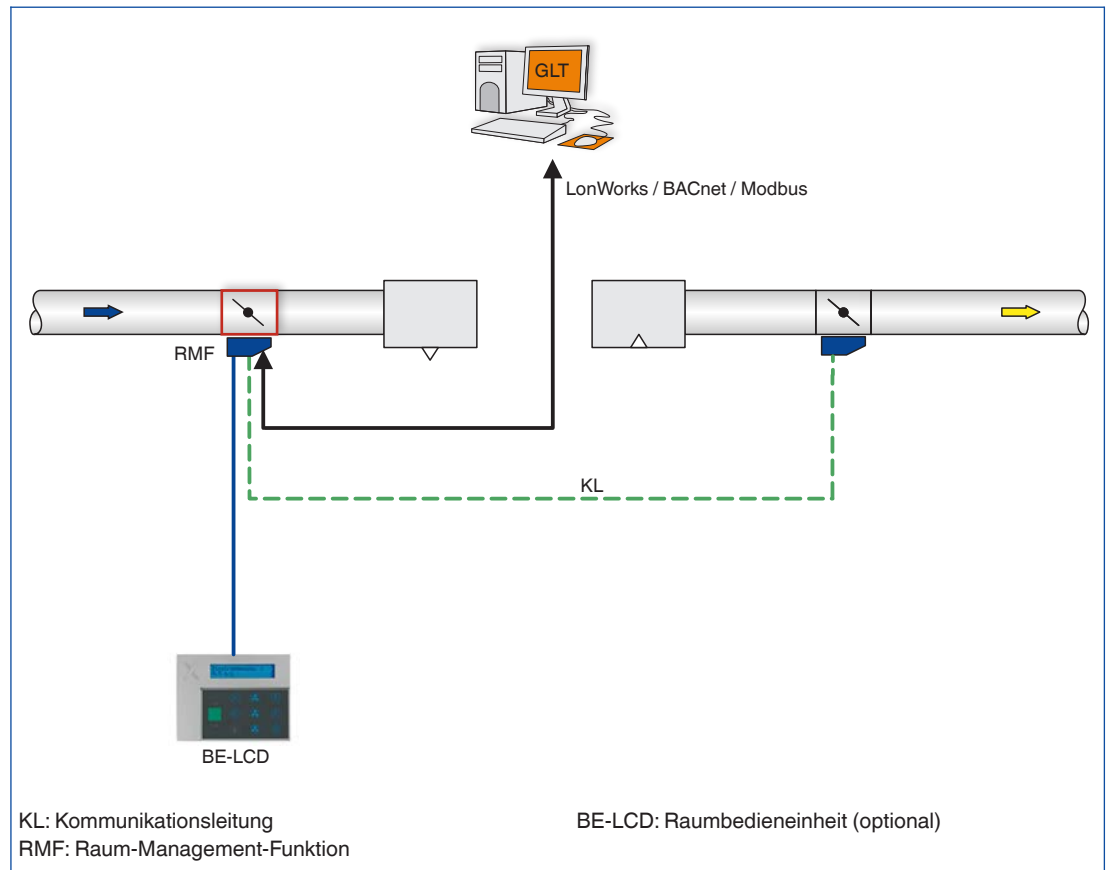 GLT
LonWorks / BACnet / Modbus
RMF
KL
BE-LCD
KL: Kommunikationsleitung
BE-LCD: Raumbedieneinheit (optional)
RMF: Raum-Management-Funktion